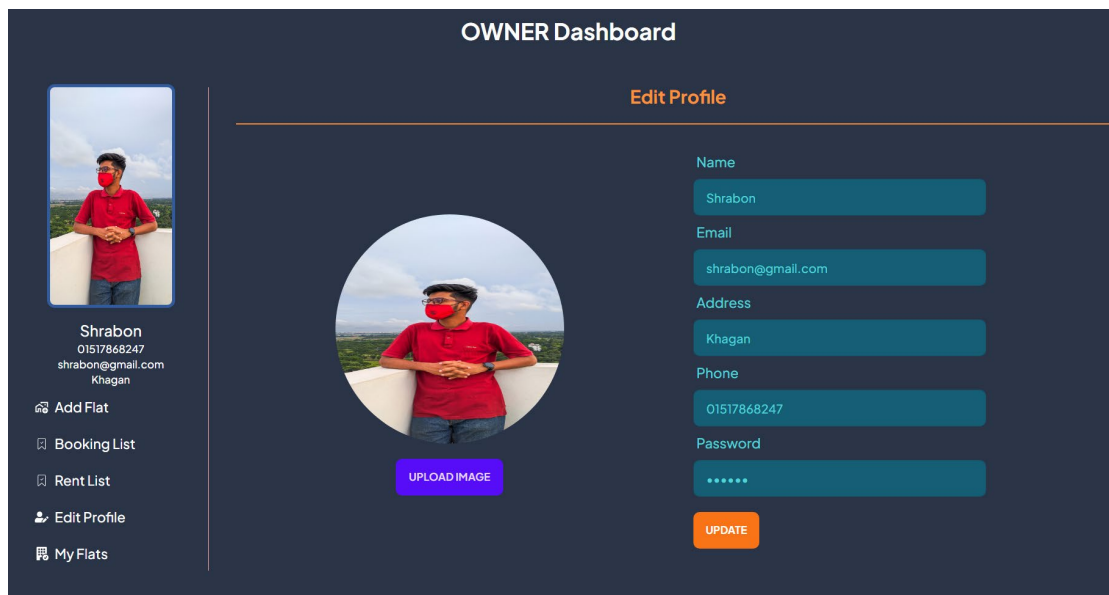 OWNER Dashboard
Shrabon
01517868247
shrabon@gmail.com
Khagan
Add Flat
Booking List
Rent List
Edit Profile
My Flats
Edit Profile
UPLOAD IMAGE
Name
Shrabon
Email
shrabon@gmail.com
Address
Khagan
Phone
01517868247
Password
••••••
UPDATE